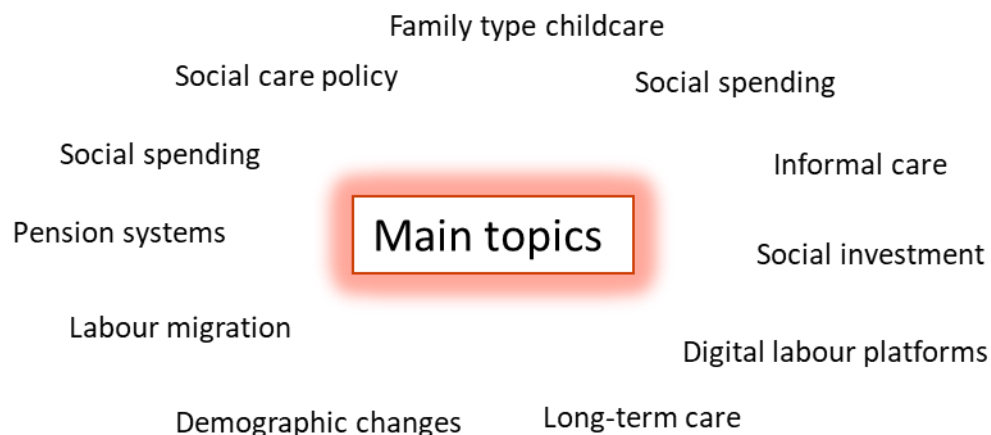 Family type childcare
Social care policy
Social spending
Social spending
Informal care
Main topics
Pension systems
Social investment
Labour migration
Digital labour platforms
Long-term care
Demographic changes